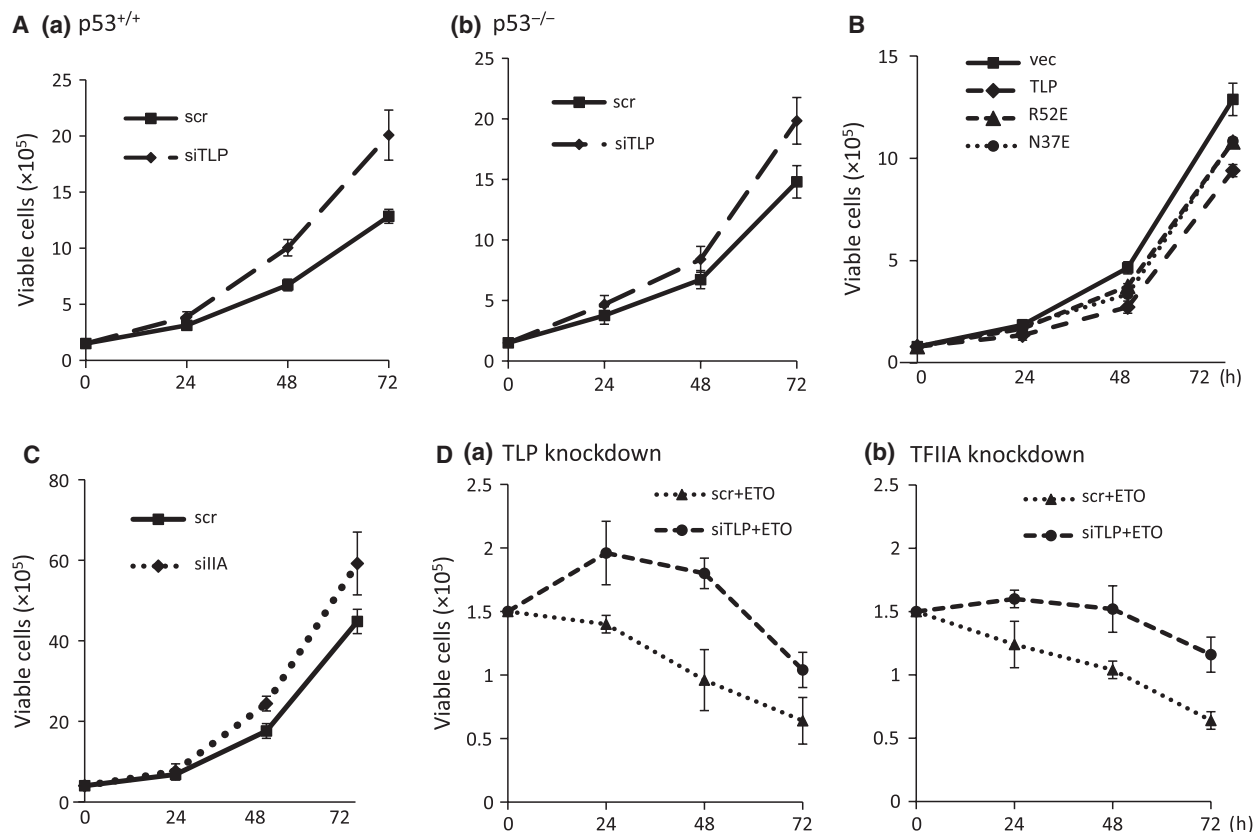 A (a) p53+/+
Viable cells (×10⁵)
25
20
15
10
5
0
scr
siTLP
0 24 48 72
(b) p53–/–
25
20
15
10
5
0
scr
siTLP
0 24 48 72
B
Viable cells (×10⁵)
15
10
5
0
vec
TLP
R52E
N37E
0 24 48 72 (h)
C
Viable cells (×10⁵)
80
60
40
20
0
scr
siIIA
0 24 48 72
D (a) TLP knockdown
Viable cells (×10⁵)
2.5
2
1.5
1
0.5
0
scr+ETO
siTLP+ETO
0 24 48 72
(b) TFIIA knockdown
2.5
2
1.5
1
0.5
0
scr+ETO
siTLP+ETO
0 24 48 72 (h)